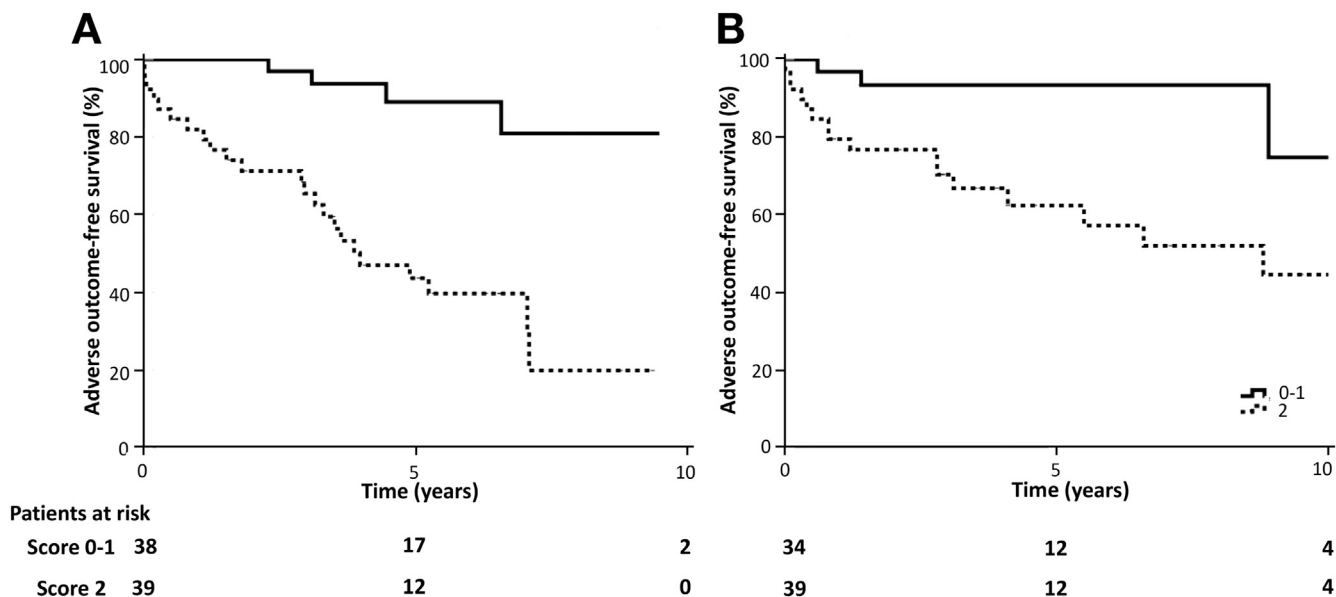 A
B
Adverse outcome-free survival (%)
100
80
60
40
20
0
0
5
10
Time (years)
Adverse outcome-free survival (%)
100
80
60
40
20
0
0
5
10
Time (years)
0-1
2
Patients at risk
Score 0-1 38 17 2 34 12 4
Score 2 39 12 0 39 12 4